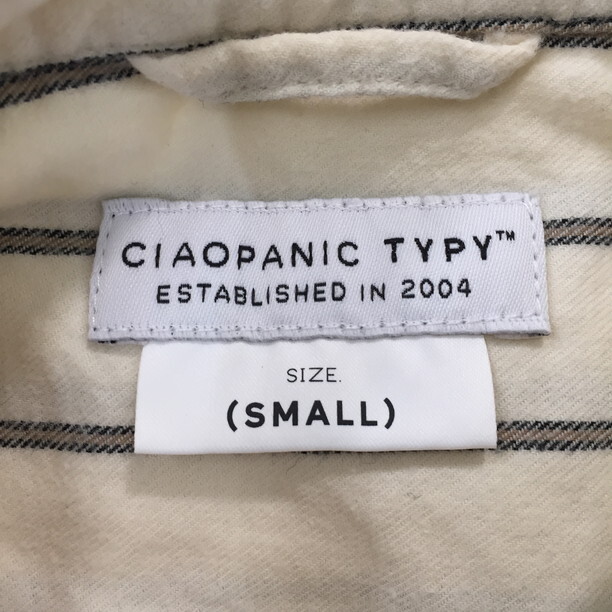 CIAOPANIC TYPY™
ESTABLISHED IN 2004
SIZE.
(SMALL)